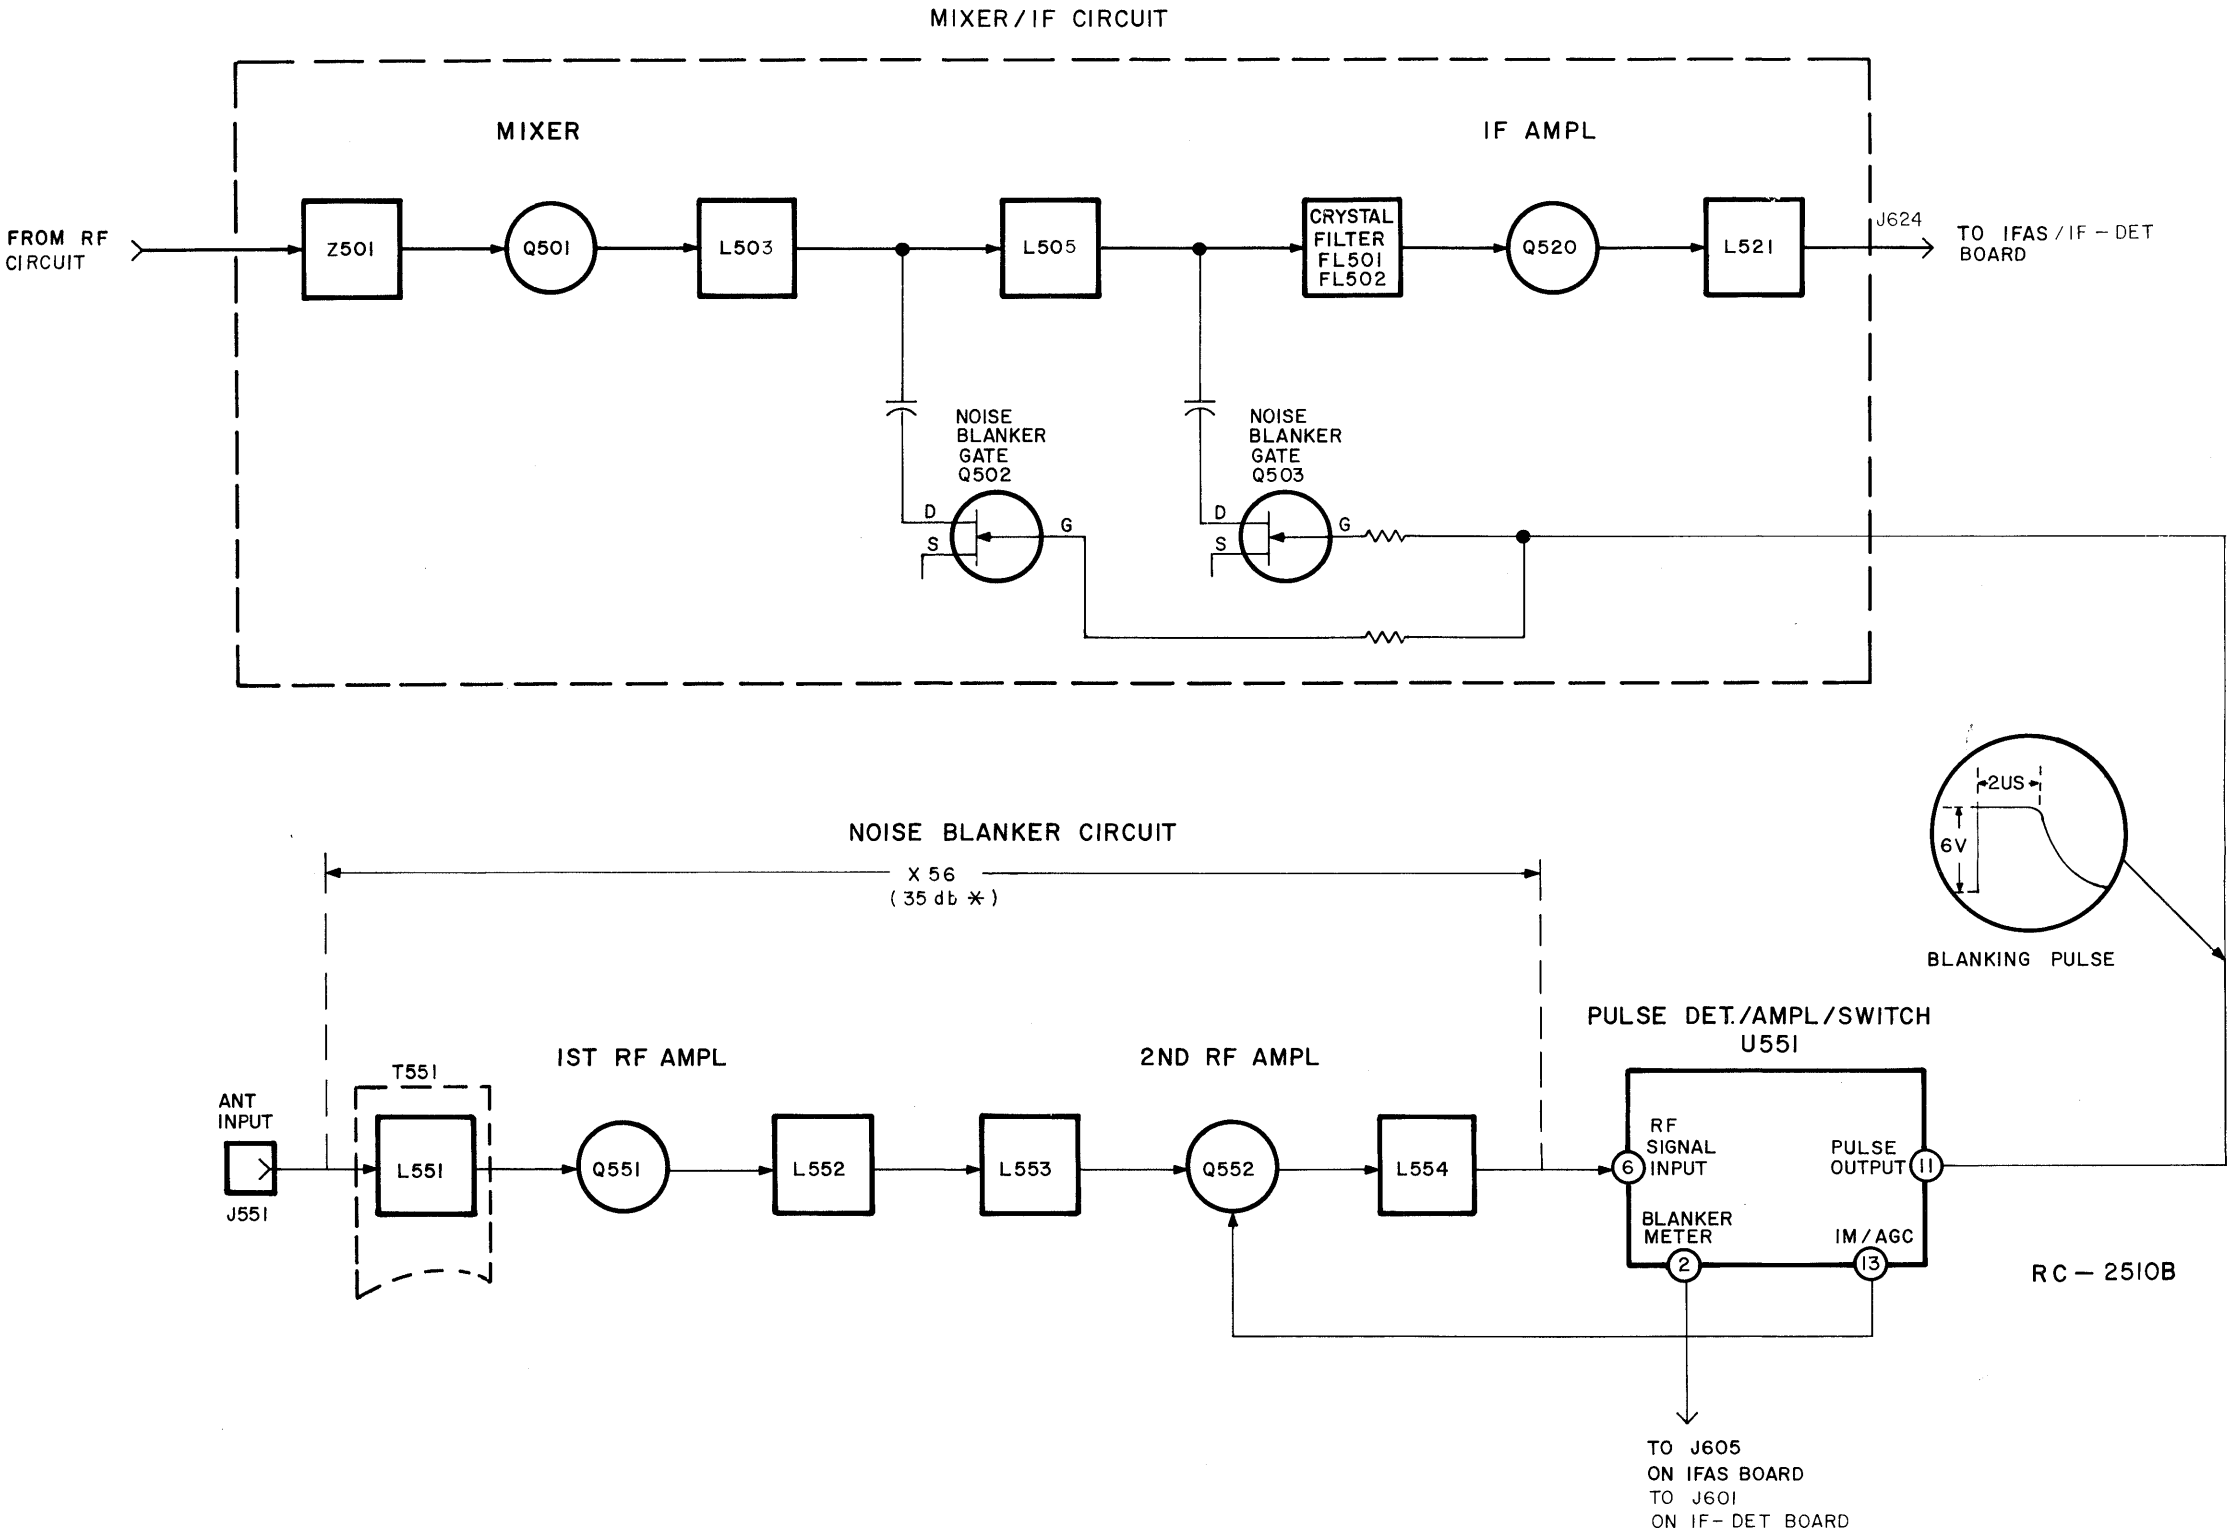 MIXER/IF CIRCUIT
MIXER
IF AMPL
FROM RF
CIRCUIT
Z501
Q501
L503
L505
CRYSTAL
FILTER
FL501
FL502
Q520
L521
J624
TO IFAS/IF-DET
BOARD
NOISE
BLANKER
GATE
Q502
D
S
G
NOISE
BLANKER
GATE
Q503
D
S
G
2US
6V
BLANKING PULSE
NOISE BLANKER CIRCUIT
X 56
(35 db *)
PULSE DET./AMPL/SWITCH
U551
1ST RF AMPL
2ND RF AMPL
T551
ANT
INPUT
J551
L551
Q551
L552
L553
Q552
L554
RF
SIGNAL
INPUT
6
PULSE
OUTPUT
11
BLANKER
METER
2
IM/AGC
13
RC-2510B
TO J605
ON IFAS BOARD
TO J601
ON IF-DET BOARD